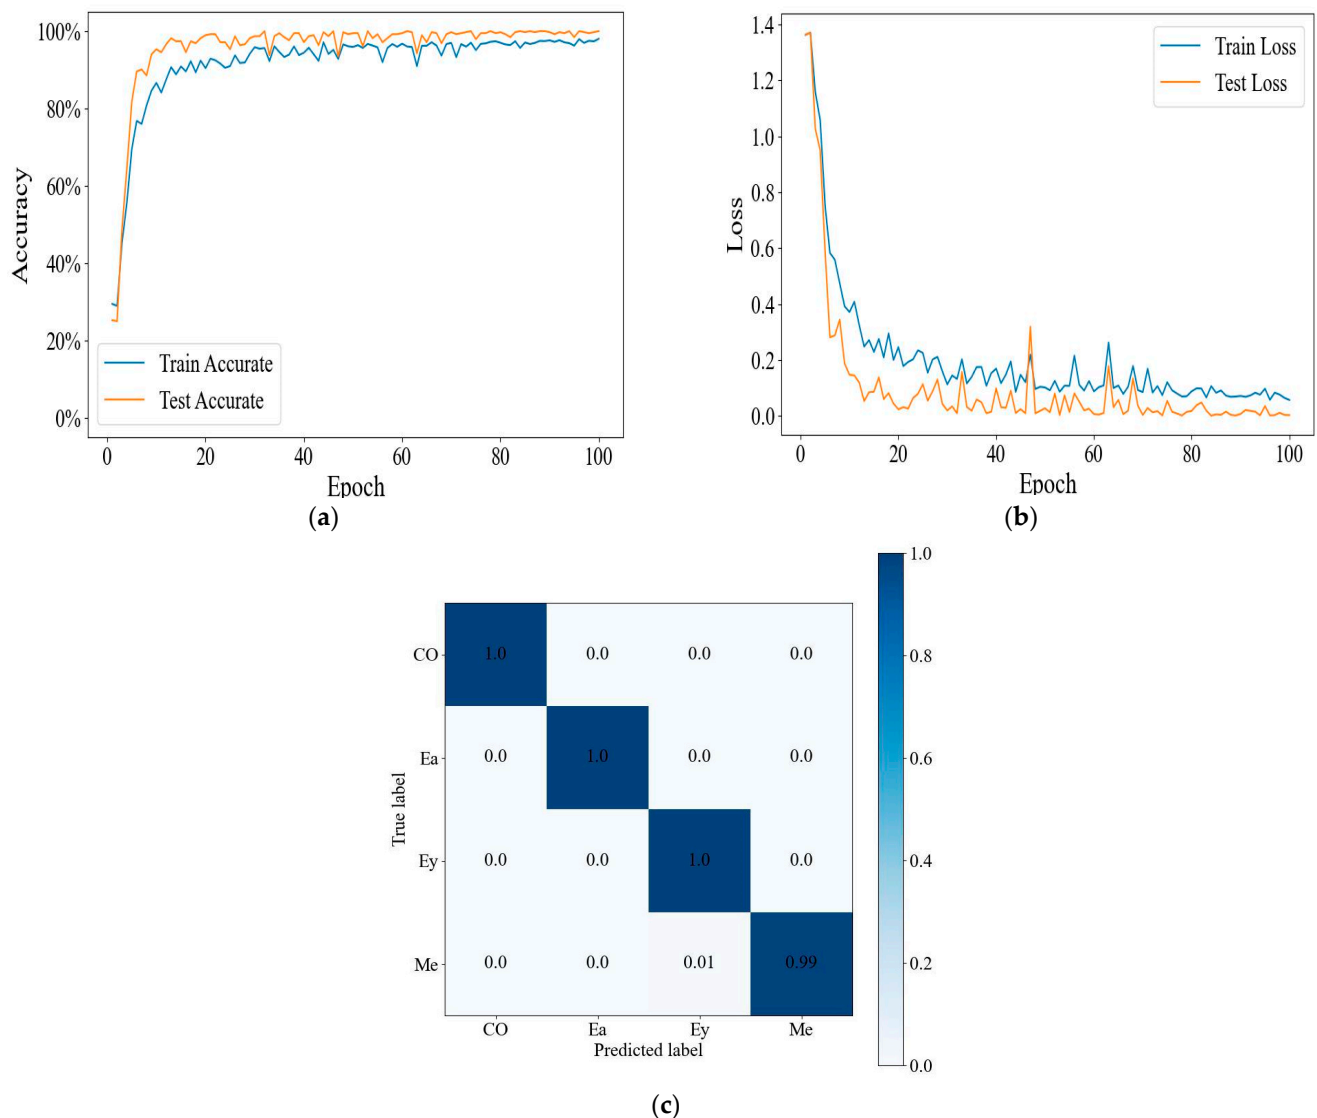 100%
80%
60%
40%
20%
0%
Accuracy
Train Accurate
Test Accurate
0 20 40 60 80 100
Epoch
(a)
1.4
1.2
1.0
0.8
0.6
0.4
0.2
0.0
Loss
Train Loss
Test Loss
0 20 40 60 80 100
Epoch
(b)
True label
CO 1.0 0.0 0.0 0.0
Ea 0.0 1.0 0.0 0.0
Ey 0.0 0.0 1.0 0.0
Me 0.0 0.0 0.01 0.99
CO Ea Ey Me
Predicted label
1.0
0.8
0.6
0.4
0.2
0.0
(c)